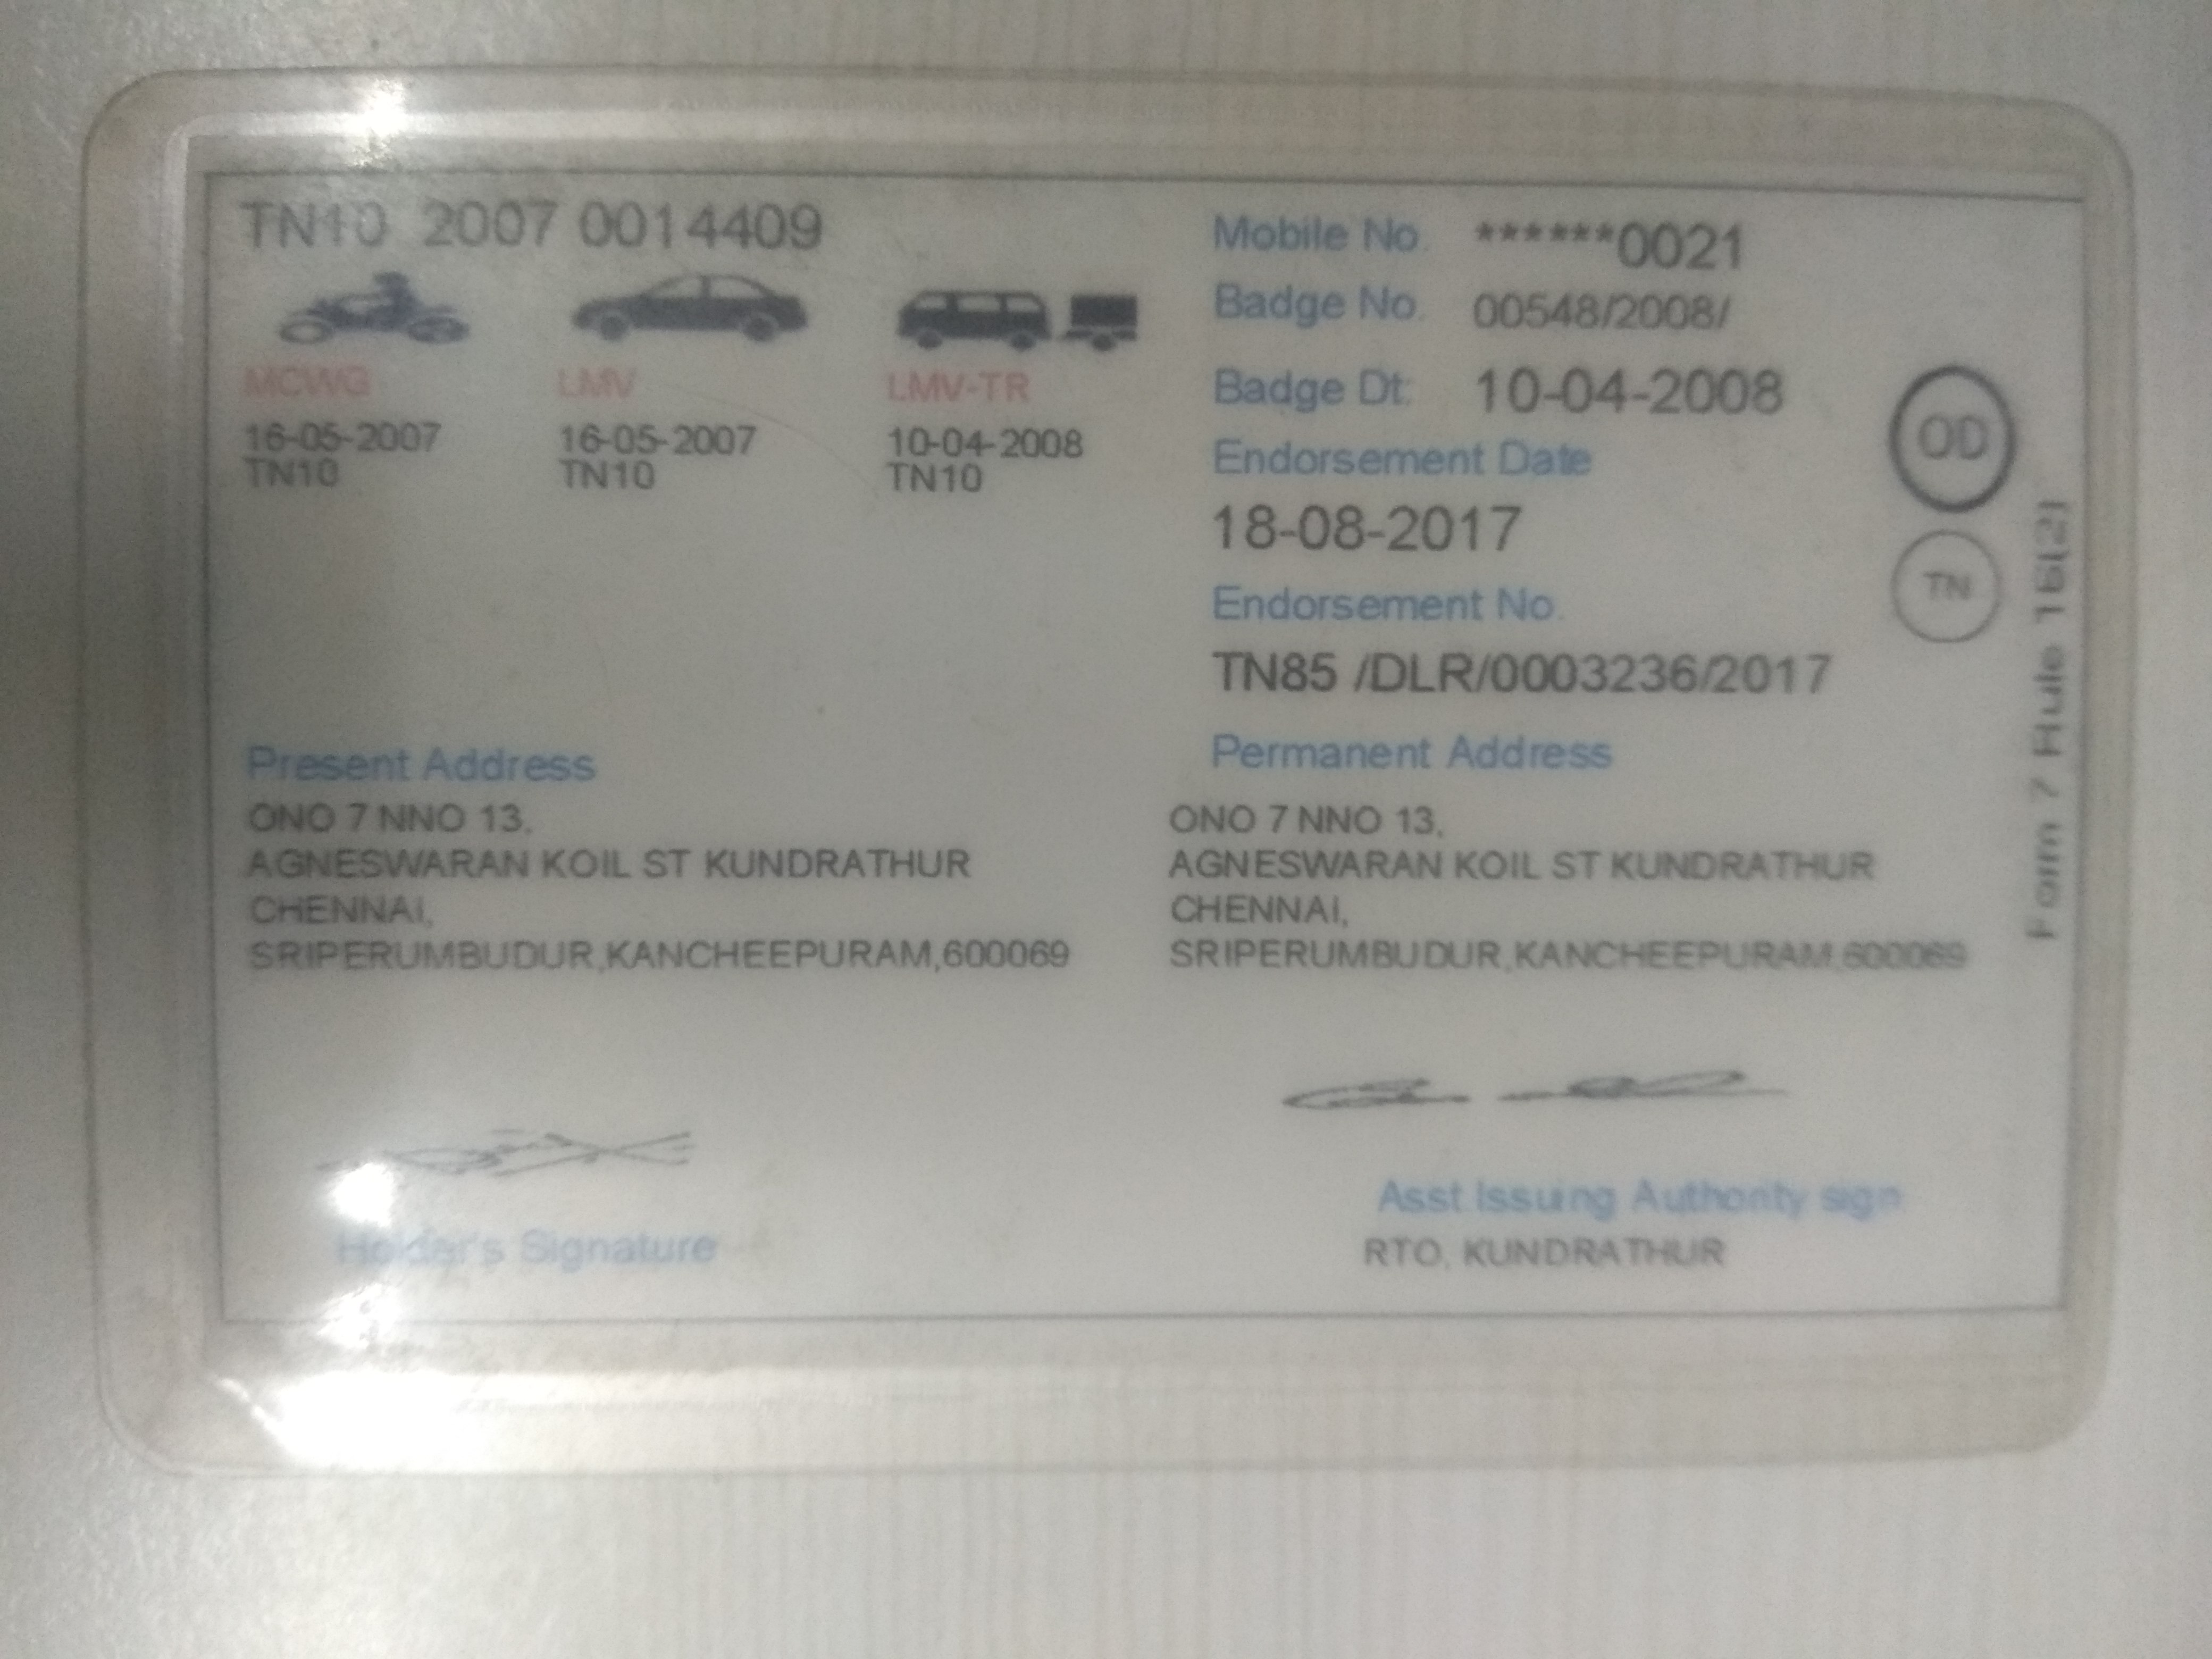 TN10 2007 0014409
MCWG LMV LMV-TR
16-05-2007 16-05-2007 10-04-2008
TN10 TN10 TN10
Mobile No. ******0021
Badge No. 00548/2008/
Badge Dt: 10-04-2008
Endorsement Date
18-08-2017
Endorsement No.
TN85 /DLR/0003236/2017
OD
TN
Form 7 Rule 16(2)
Present Address
ONO 7 NNO 13,
AGNESWARAN KOIL ST KUNDRATHUR
CHENNAI,
SRIPERUMBUDUR,KANCHEEPURAM,600069
Permanent Address
ONO 7 NNO 13,
AGNESWARAN KOIL ST KUNDRATHUR
CHENNAI,
SRIPERUMBUDUR,KANCHEEPURAM,600069
Holder's Signature
Asst Issuing Authority sign
RTO, KUNDRATHUR